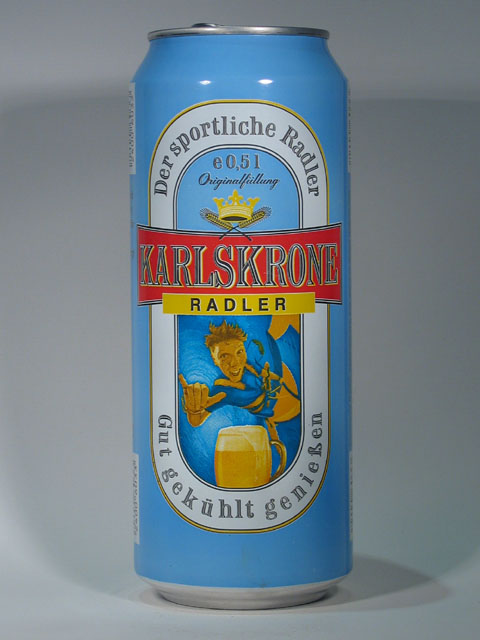 Der sportliche Radler
e 0,5 l
Originalfüllung
KARLSKRONE
RADLER
Gut gekühlt genießen